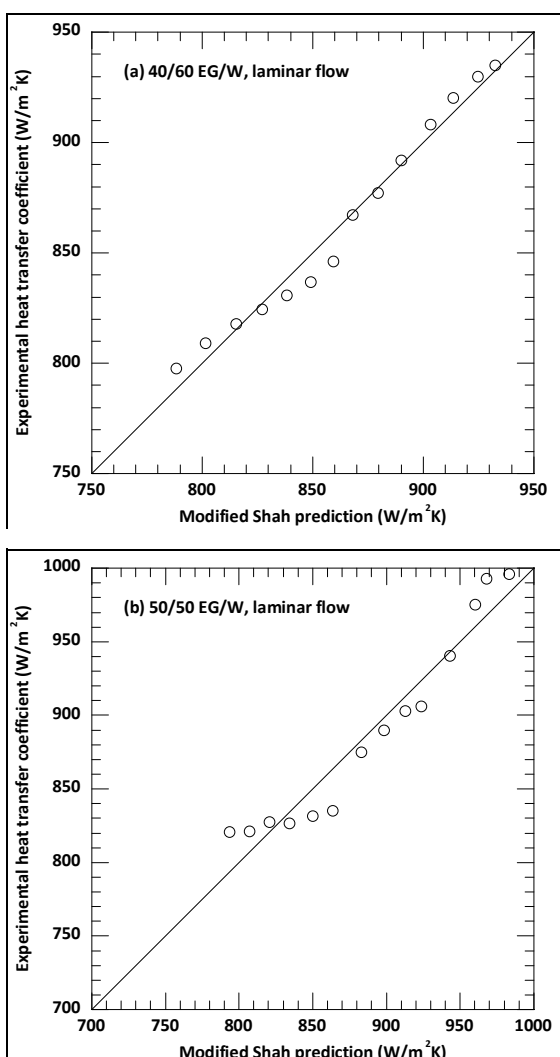 950
900
850
800
750
Experimental heat transfer coefficient (W/m²K)
(a) 40/60 EG/W, laminar flow
750 800 850 900 950
Modified Shah prediction (W/m²K)
1000
950
900
850
800
750
700
Experimental heat transfer coefficient (W/m²K)
(b) 50/50 EG/W, laminar flow
700 750 800 850 900 950 1000
Modified Shah prediction (W/m²K)